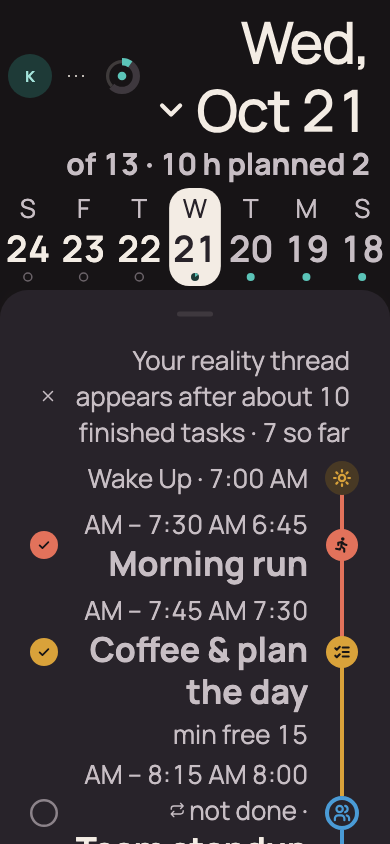 K
...
Wed,
Oct 21
of 13 · 10 h planned 2
S F T W T M S
24 23 22 21 20 19 18
Your reality thread
appears after about 10
finished tasks · 7 so far
Wake Up · 7:00 AM
AM – 7:30 AM 6:45
Morning run
AM – 7:45 AM 7:30
Coffee & plan
the day
min free 15
AM – 8:15 AM 8:00
not done ·
Team standup